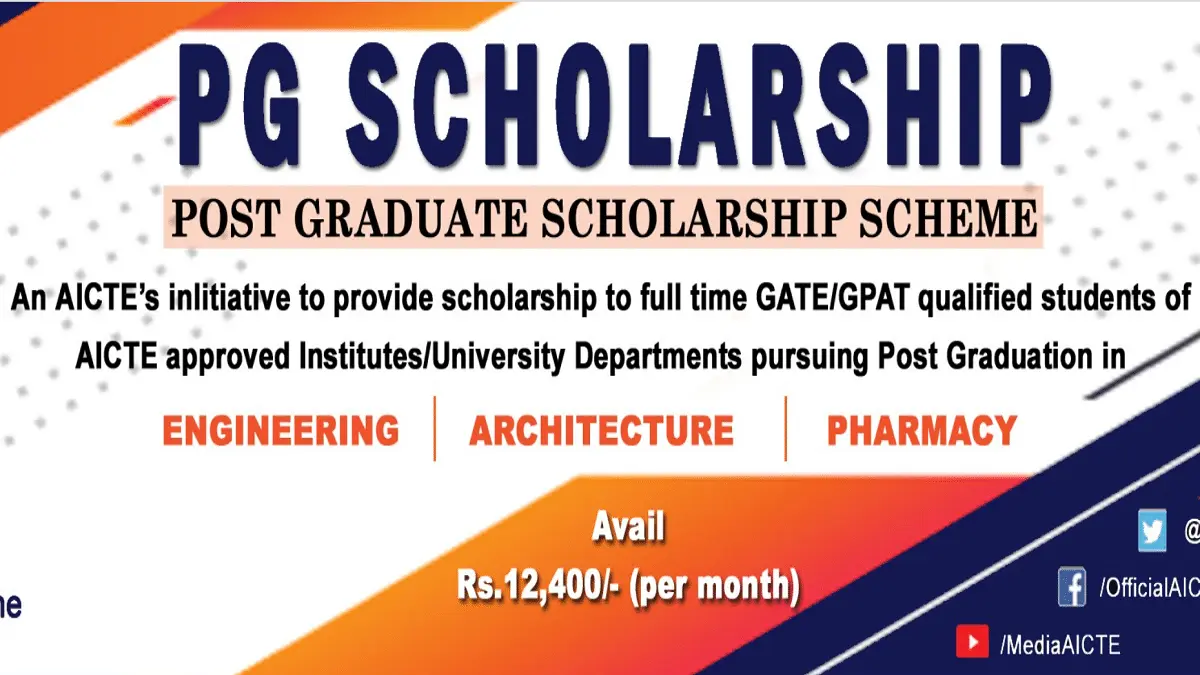 PG SCHOLARSHIP
POST GRADUATE SCHOLARSHIP SCHEME
An AICTE's inlitiative to provide scholarship to full time GATE/GPAT qualified students of
AICTE approved Institutes/University Departments pursuing Post Graduation in
ENGINEERING | ARCHITECTURE | PHARMACY
Avail
Rs.12,400/- (per month)
@
/OfficialAIC
/MediaAICTE